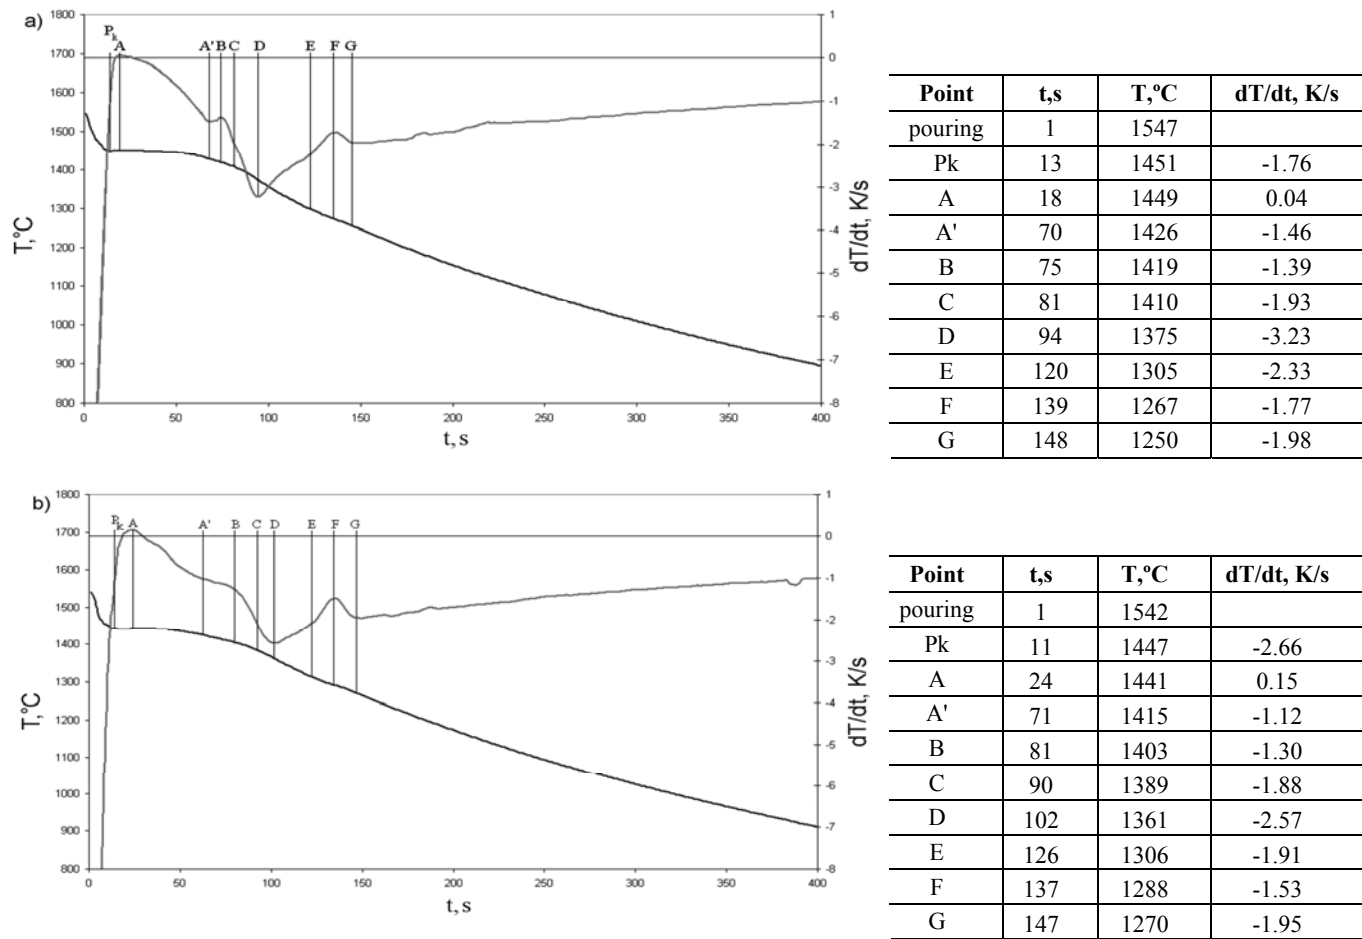 a)
1800
1700
1600
1500
1400
1300
1200
1100
1000
900
800
T,°C
Pk A A' B C D E F G
1
0
-1
-2
-3
-4
-5
-6
-7
-8
dT/dt, K/s
0 50 100 150 200 250 300 350 400
t, s
Point t,s T,ºC dT/dt, K/s
pouring 1 1547
Pk 13 1451 -1.76
A 18 1449 0.04
A' 70 1426 -1.46
B 75 1419 -1.39
C 81 1410 -1.93
D 94 1375 -3.23
E 120 1305 -2.33
F 139 1267 -1.77
G 148 1250 -1.98
b)
1800
1700
1600
1500
1400
1300
1200
1100
1000
900
800
T,°C
Pk A A' B C D E F G
1
0
-1
-2
-3
-4
-5
-6
-7
-8
dT/dt, K/s
0 50 100 150 200 250 300 350 400
t, s
Point t,s T,ºC dT/dt, K/s
pouring 1 1542
Pk 11 1447 -2.66
A 24 1441 0.15
A' 71 1415 -1.12
B 81 1403 -1.30
C 90 1389 -1.88
D 102 1361 -2.57
E 126 1306 -1.91
F 137 1288 -1.53
G 147 1270 -1.95